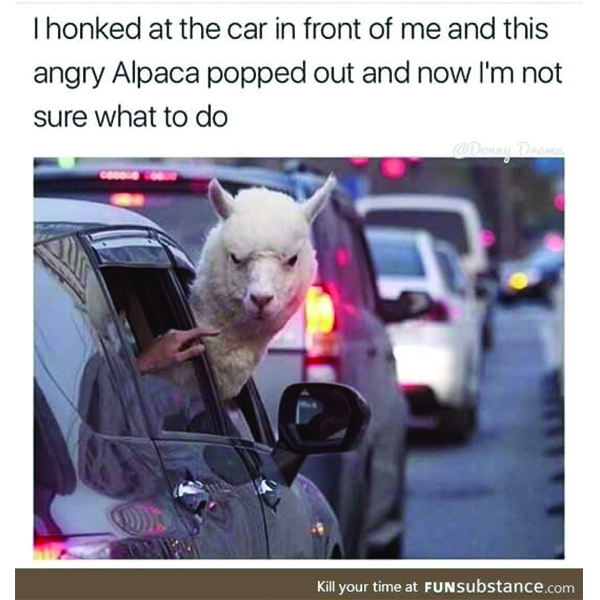 I honked at the car in front of me and this
angry Alpaca popped out and now I'm not
sure what to do
@Donny_Drama
Kill your time at FUNSubstance.com